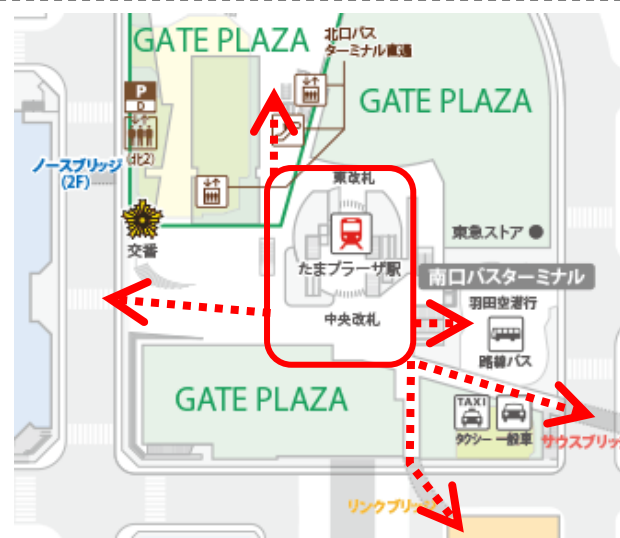 GATE PLAZA
北口バス
ターミナル直通
P
D
GATE PLAZA
(北2)
ノースブリッジ
(2F)
東改札
交番
東急ストア
たまプラーザ駅
南口バスターミナル
羽田空港行
中央改札
路線バス
GATE PLAZA
TAXI
タクシー
一般車
サウスブリッ
リンクブリッ